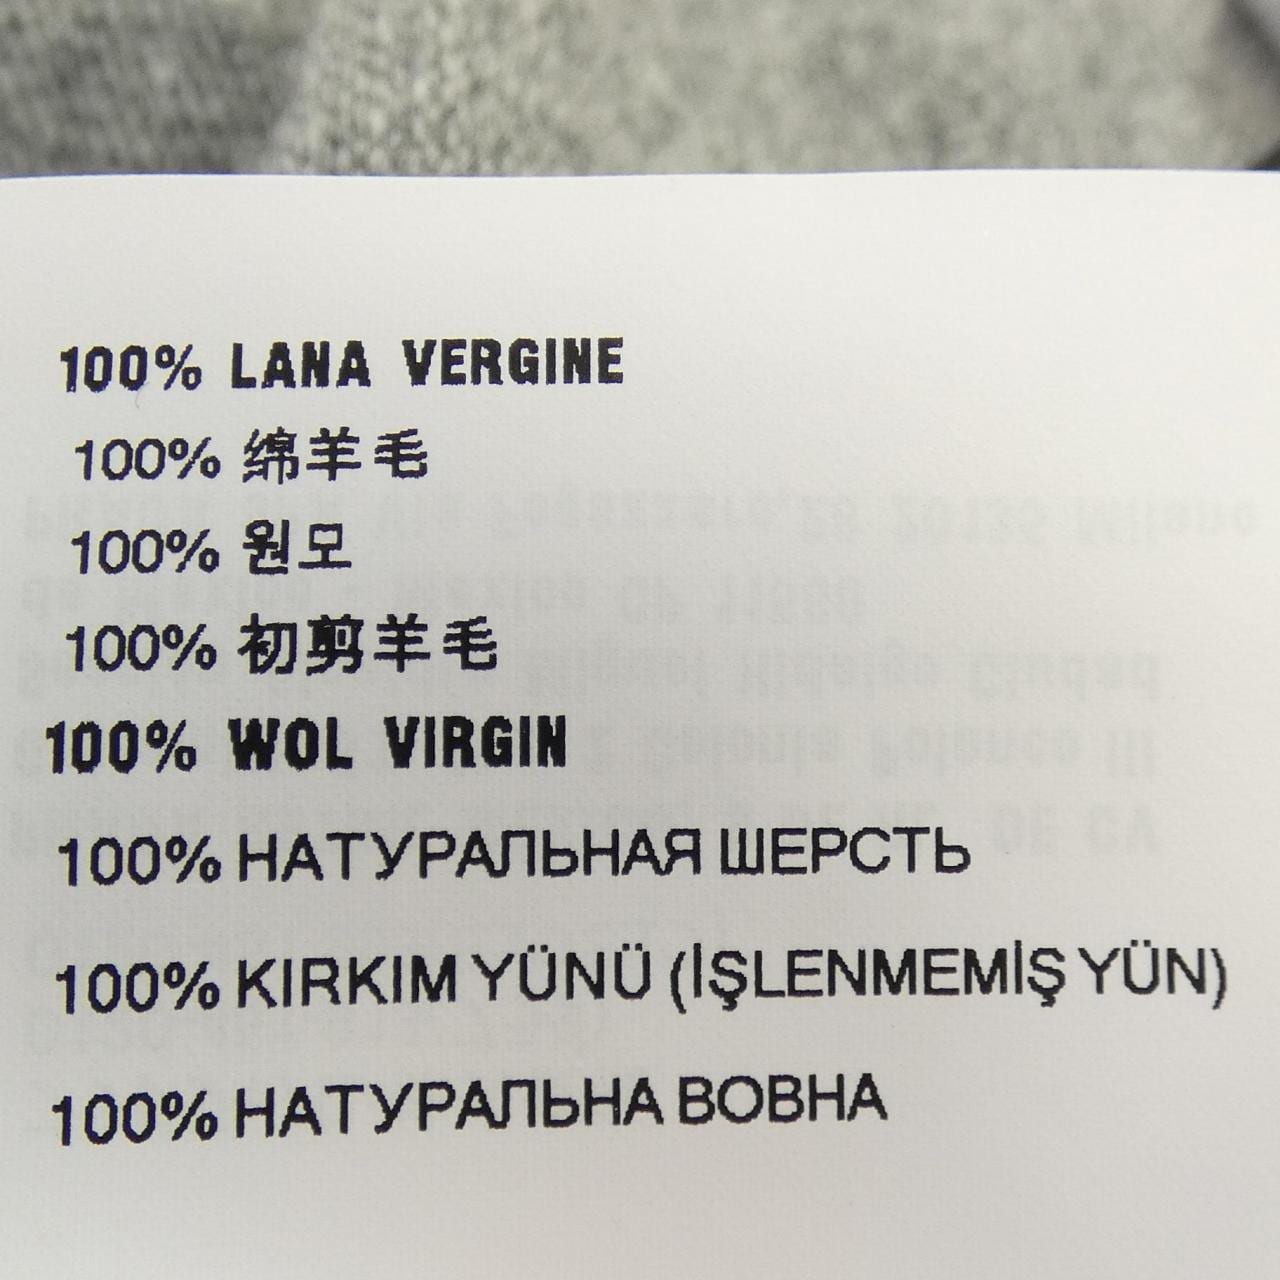 100% LANA VERGINE
100% 绵羊毛
100% 원모
100% 初剪羊毛
100% WOL VIRGIN
100% НАТУРАЛЬНАЯ ШЕРСТЬ
100% KIRKIM YÜNÜ (İŞLENMEMİŞ YÜN)
100% НАТУРАЛЬНА ВОВНА